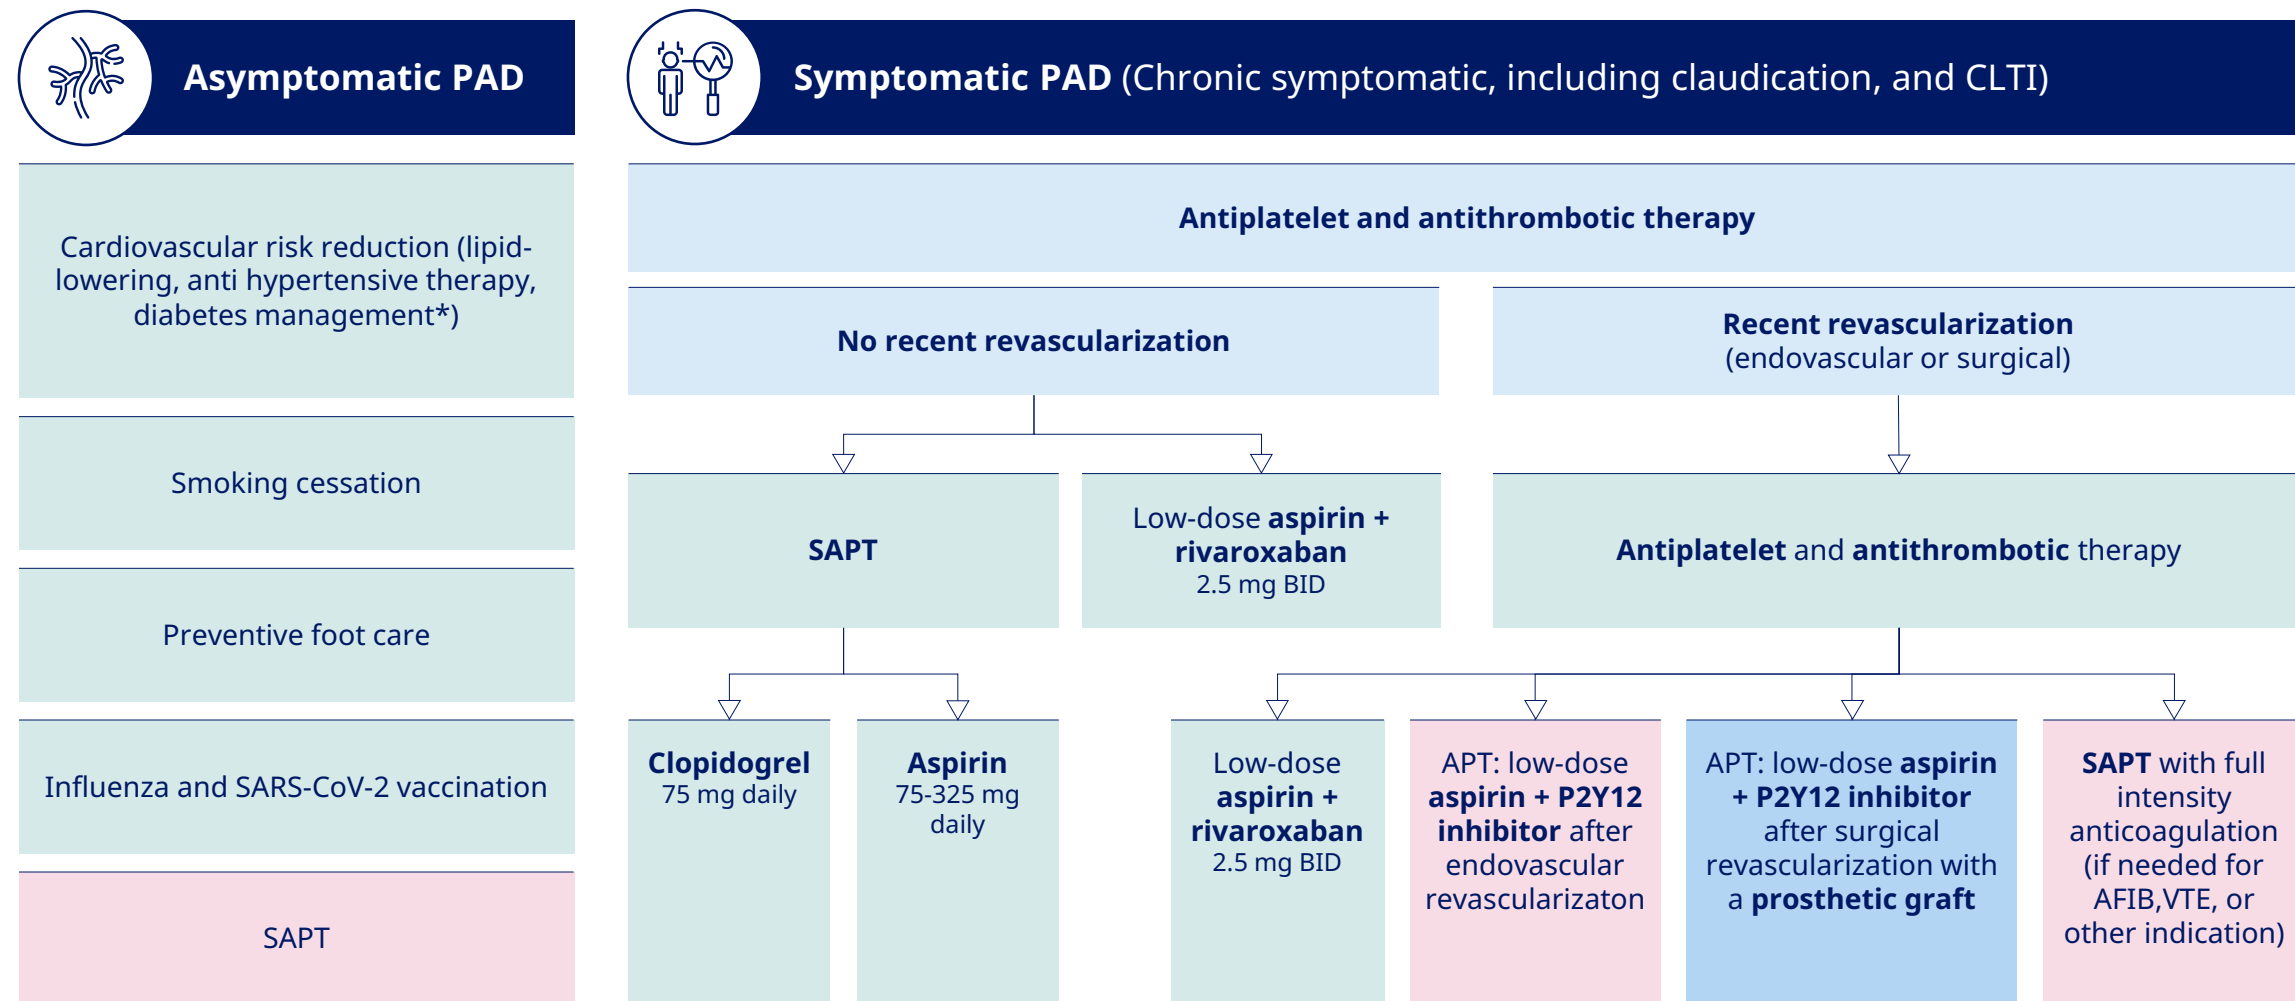 Asymptomatic PAD
Cardiovascular risk reduction (lipid-
lowering, anti hypertensive therapy,
diabetes management*)
Smoking cessation
Preventive foot care
Influenza and SARS-CoV-2 vaccination
SAPT
Symptomatic PAD (Chronic symptomatic, including claudication, and CLTI)
Antiplatelet and antithrombotic therapy
No recent revascularization
Recent revascularization
(endovascular or surgical)
SAPT
Low-dose aspirin +
rivaroxaban
2.5 mg BID
Antiplatelet and antithrombotic therapy
Clopidogrel
75 mg daily
Aspirin
75-325 mg
daily
Low-dose
aspirin +
rivaroxaban
2.5 mg BID
APT: low-dose
aspirin + P2Y12
inhibitor after
endovascular
revascularizaton
APT: low-dose aspirin
+ P2Y12 inhibitor
after surgical
revascularization with
a prosthetic graft
SAPT with full
intensity
anticoagulation
(if needed for
AFIB,VTE, or
other indication)